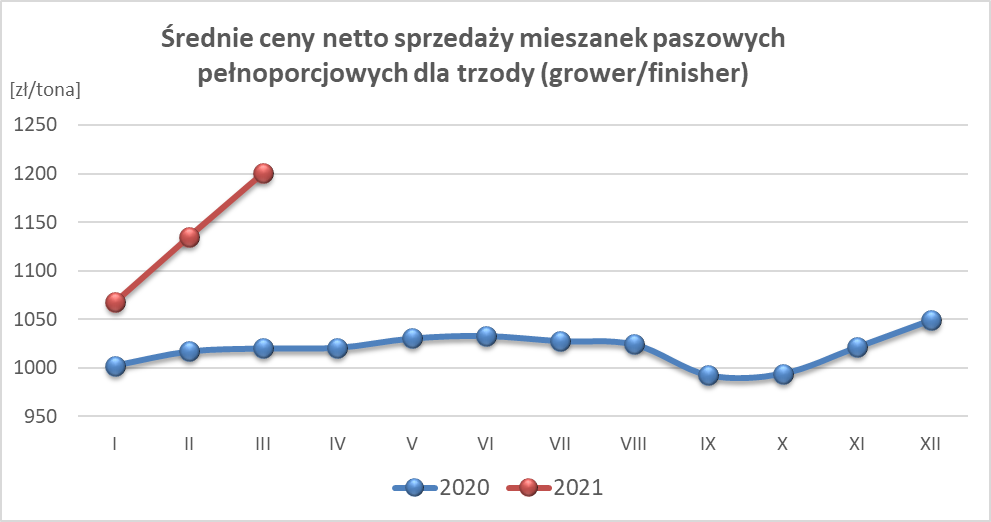 Średnie ceny netto sprzedaży mieszanek paszowych
pełnoporcjowych dla trzody (grower/finisher)
[zł/tona]
1250
1200
1150
1100
1050
1000
950
I II III IV V VI VII VIII IX X XI XII
2020 2021